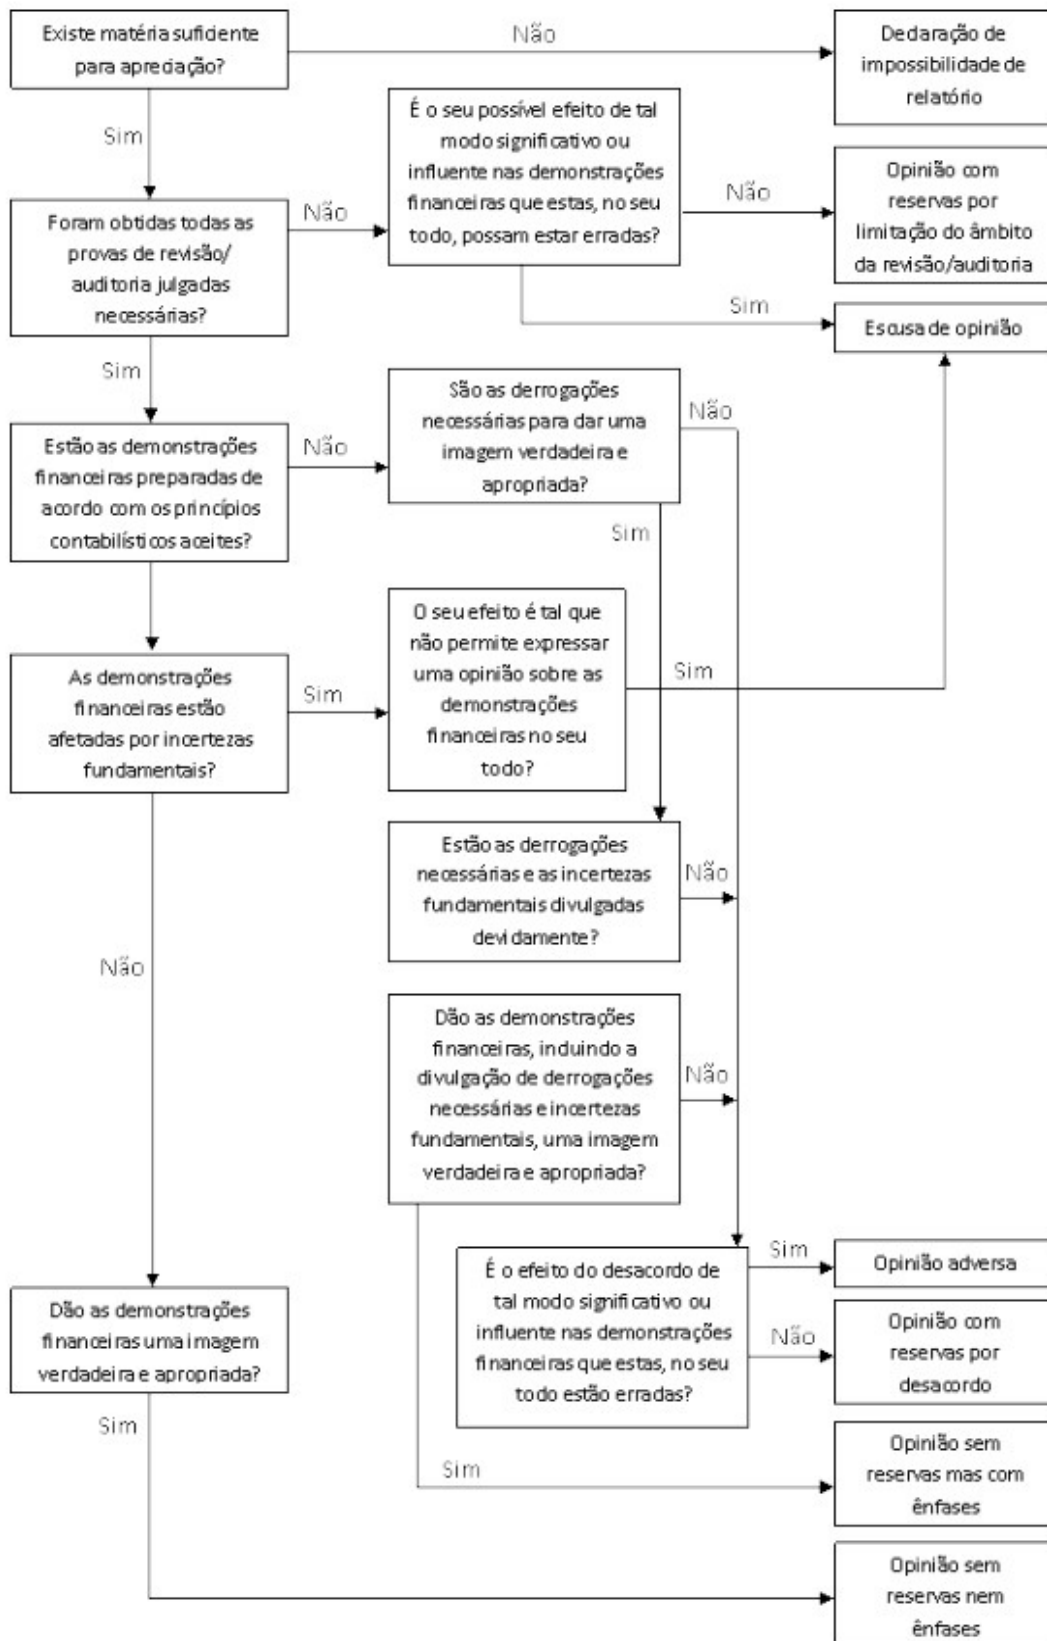 Existe matéria suficiente
para apreciação?
Não
Declaração de
impossibilidade de
relatório
Sim
É o seu possível efeito de tal
modo significativo ou
influente nas demonstrações
financeiras que estas, no seu
todo, possam estar erradas?
Não
Opinião com
reservas por
limitação do âmbito
da revisão/auditoria
Foram obtidas todas as
provas de revisão/
auditoria julgadas
necessárias?
Não
Sim
Escusa de opinião
Sim
São as derrogações
necessárias para dar uma
imagem verdadeira e
apropriada?
Não
Estão as demonstrações
financeiras preparadas de
acordo com os princípios
contabilísticos aceites?
Não
Sim
O seu efeito é tal que
não permite expressar
uma opinião sobre as
demonstrações
financeiras no seu
todo?
Sim
As demonstrações
financeiras estão
afetadas por incertezas
fundamentais?
Sim
Estão as derrogações
necessárias e as incertezas
fundamentais divulgadas
devidamente?
Não
Não
Dão as demonstrações
financeiras, incluindo a
divulgação de derrogações
necessárias e incertezas
fundamentais, uma imagem
verdadeira e apropriada?
Não
É o efeito do desacordo de
tal modo significativo ou
influente nas demonstrações
financeiras que estas, no seu
todo estão erradas?
Sim
Opinião adversa
Não
Opinião com
reservas por
desacordo
Dão as demonstrações
financeiras uma imagem
verdadeira e apropriada?
Sim
Sim
Opinião sem
reservas mas com
ênfases
Opinião sem
reservas nem
ênfases